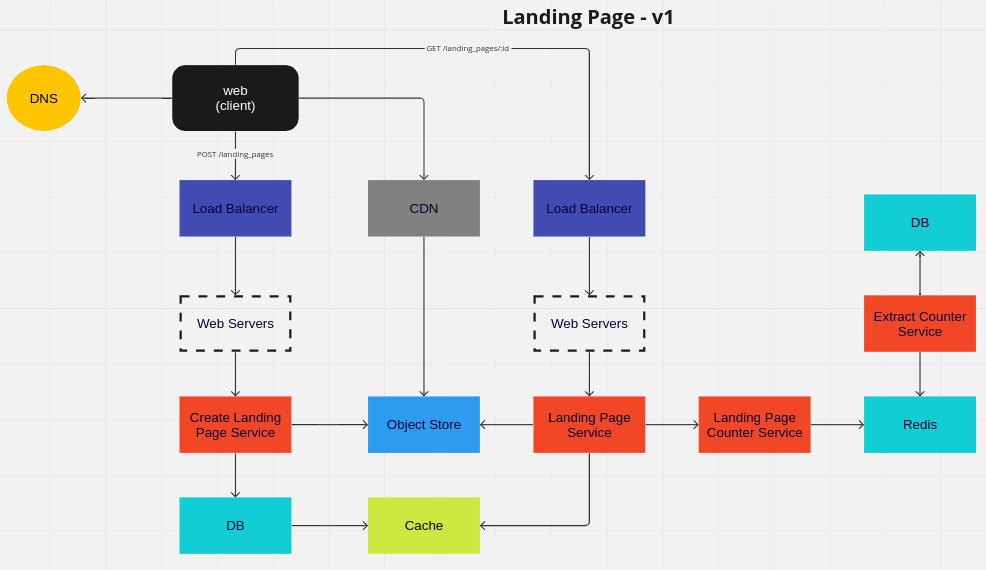 Landing Page - v1
GET /landing_pages/:id
DNS
web
(client)
POST /landing_pages
Load Balancer
CDN
Load Balancer
DB
Web Servers
Web Servers
Extract Counter
Service
Create Landing
Page Service
Object Store
Landing Page
Service
Landing Page
Counter Service
Redis
DB
Cache